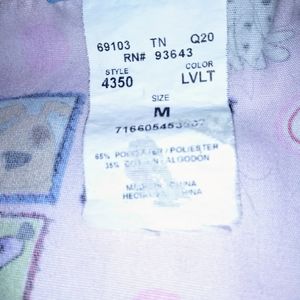 69103 TN Q20
RN# 93643
STYLE COLOR
4350 LVLT
SIZE
M
65% POLYESTER/POLIESTER
35% COTTON/ALGODON
MADE IN CHINA
HECHO EN CHINA